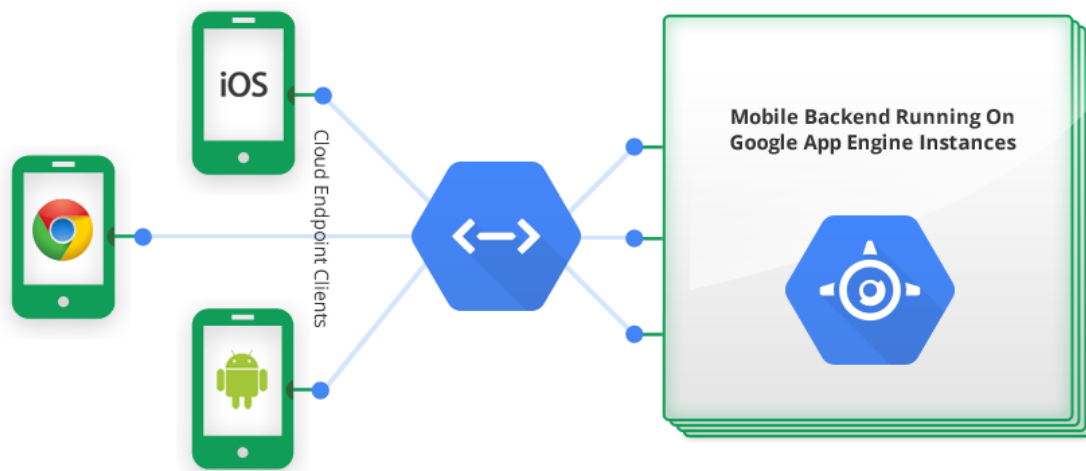 iOS
Cloud Endpoint Clients
Mobile Backend Running On
Google App Engine Instances